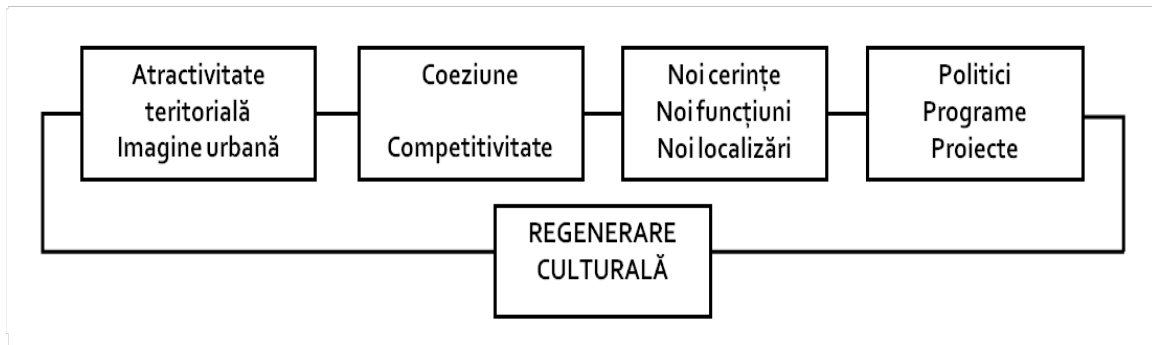 Atractivitate
teritorială
Imagine urbană
Coeziune
Competitivitate
Noi cerințe
Noi funcțiuni
Noi localizări
Politici
Programe
Proiecte
REGENERARE
CULTURALĂ